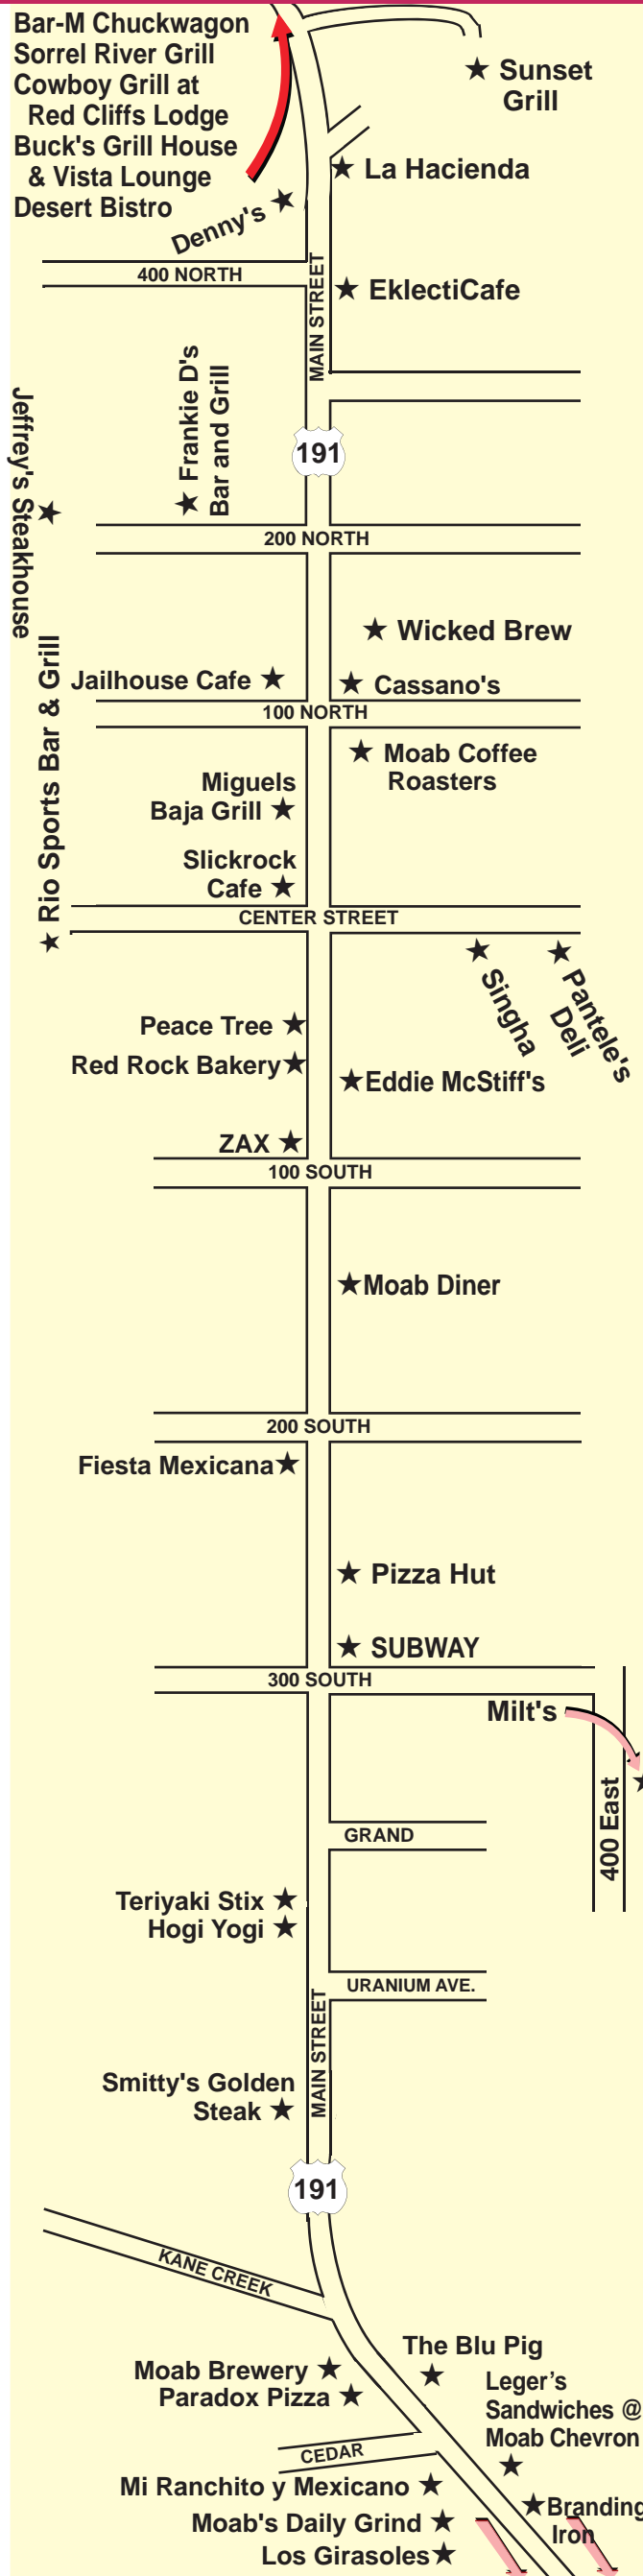 Bar-M Chuckwagon
Sorrel River Grill
Cowboy Grill at
Red Cliffs Lodge
Buck's Grill House
& Vista Lounge
Desert Bistro
Sunset
Grill
La Hacienda
Denny's
400 NORTH
MAIN STREET
EklectiCafe
Frankie D's
Bar and Grill
Jeffrey's Steakhouse
191
200 NORTH
Wicked Brew
Rio Sports Bar & Grill
Jailhouse Cafe
Cassano's
100 NORTH
Moab Coffee
Roasters
Miguels
Baja Grill
Slickrock
Cafe
CENTER STREET
Singha
Pantele's
Deli
Peace Tree
Red Rock Bakery
Eddie McStiff's
ZAX
100 SOUTH
Moab Diner
200 SOUTH
Fiesta Mexicana
Pizza Hut
SUBWAY
300 SOUTH
Milt's
400 East
GRAND
Teriyaki Stix
Hogi Yogi
URANIUM AVE.
MAIN STREET
Smitty's Golden
Steak
191
KANE CREEK
The Blu Pig
Moab Brewery
Paradox Pizza
Leger’s
Sandwiches @
Moab Chevron
CEDAR
Mi Ranchito y Mexicano
Branding
Iron
Moab's Daily Grind
Los Girasoles